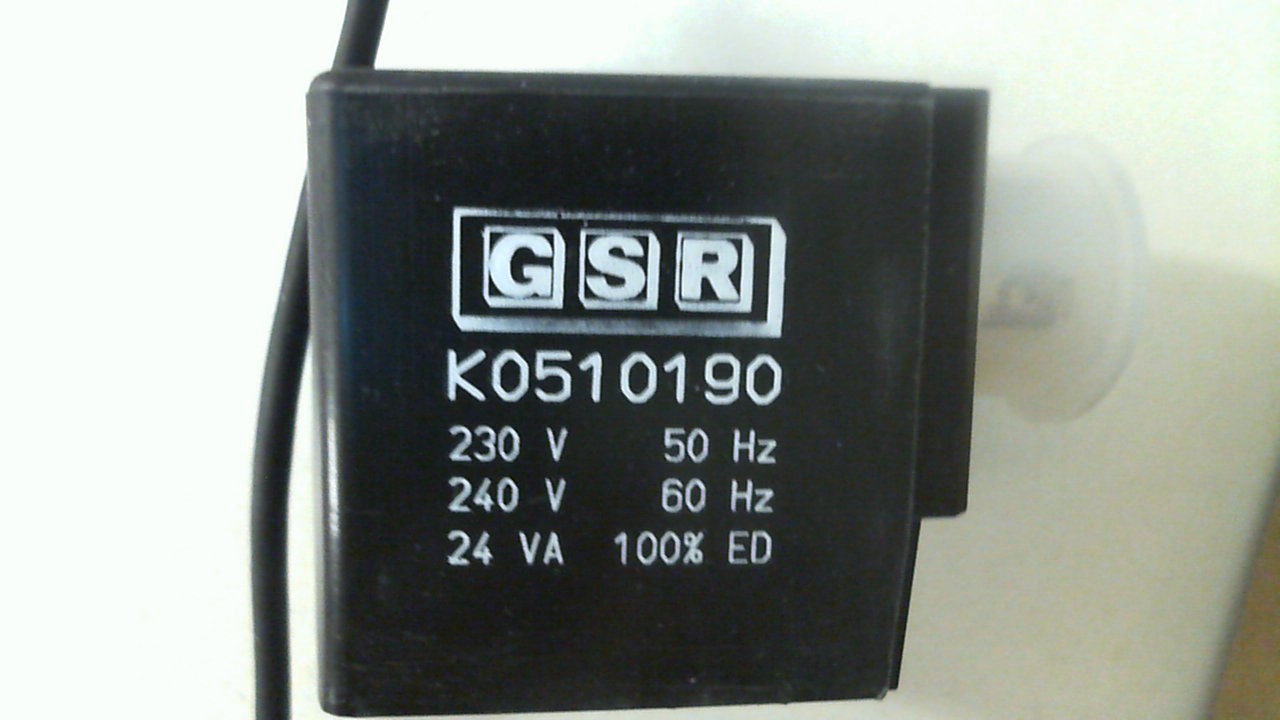 GSR
K0510190
230 V 50 Hz
240 V 60 Hz
24 VA 100% ED